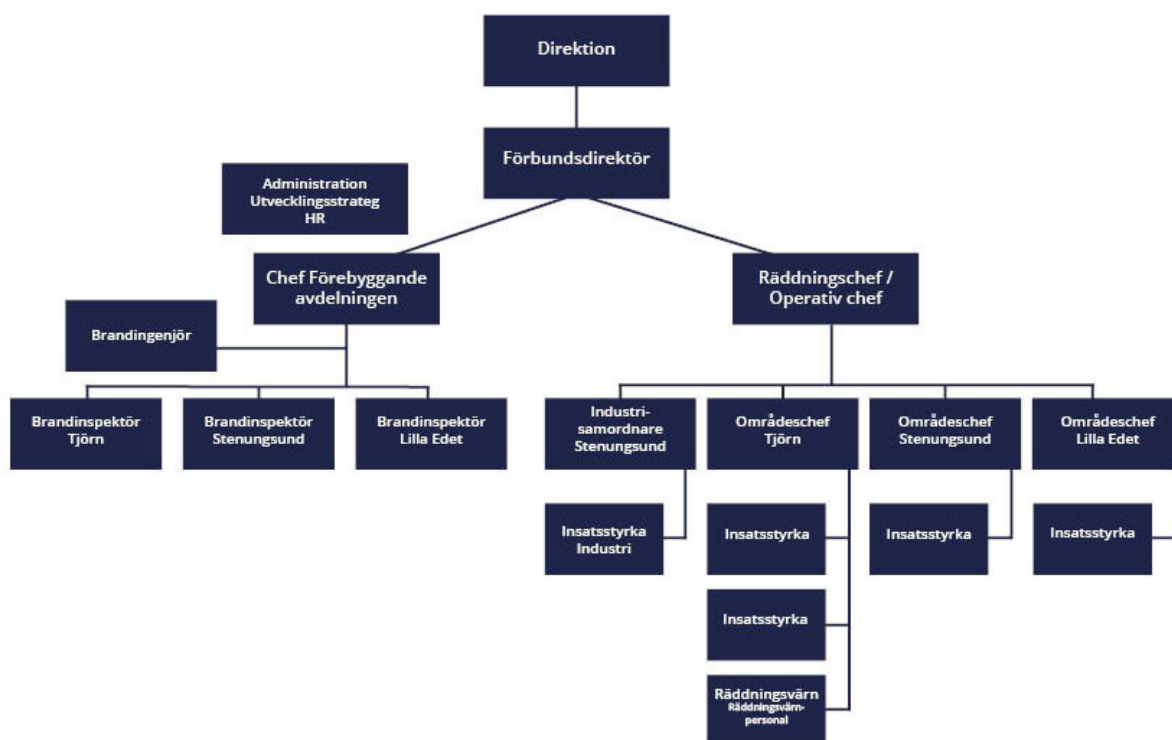 Direktion
Förbundsdirektör
Administration
Utvecklingsstrateg
HR
Chef Förebyggande
avdelningen
Räddningschef /
Operativ chef
Brandingenjör
Brandinspektör
Tjörn
Brandinspektör
Stenungsund
Brandinspektör
Lilla Edet
Industri-
samordnare
Stenungsund
Områdeschef
Tjörn
Områdeschef
Stenungsund
Områdeschef
Lilla Edet
Insatsstyrka
Industri
Insatsstyrka
Insatsstyrka
Insatsstyrka
Insatsstyrka
Räddningsvärn
Räddningsvärn-
personal